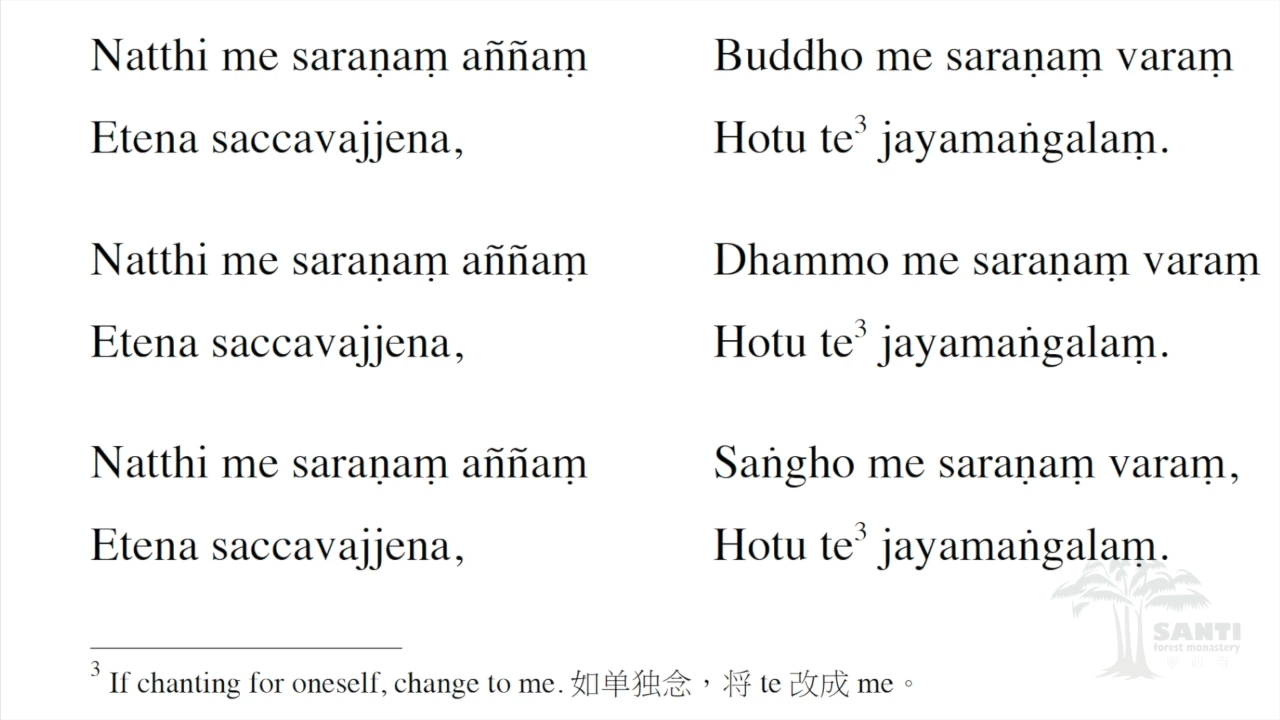 Natthi me saraṇaṃ aññaṃ Buddho me saraṇaṃ varaṃ
Etena saccavajjena, Hotu te³ jayamaṅgalaṃ.
Natthi me saraṇaṃ aññaṃ Dhammo me saraṇaṃ varaṃ
Etena saccavajjena, Hotu te³ jayamaṅgalaṃ.
Natthi me saraṇaṃ aññaṃ Saṅgho me saraṇaṃ varaṃ,
Etena saccavajjena, Hotu te³ jayamaṅgalaṃ.
SANTI
forest monastery
³ If chanting for oneself, change to me. 如单独念，将 te 改成 me。